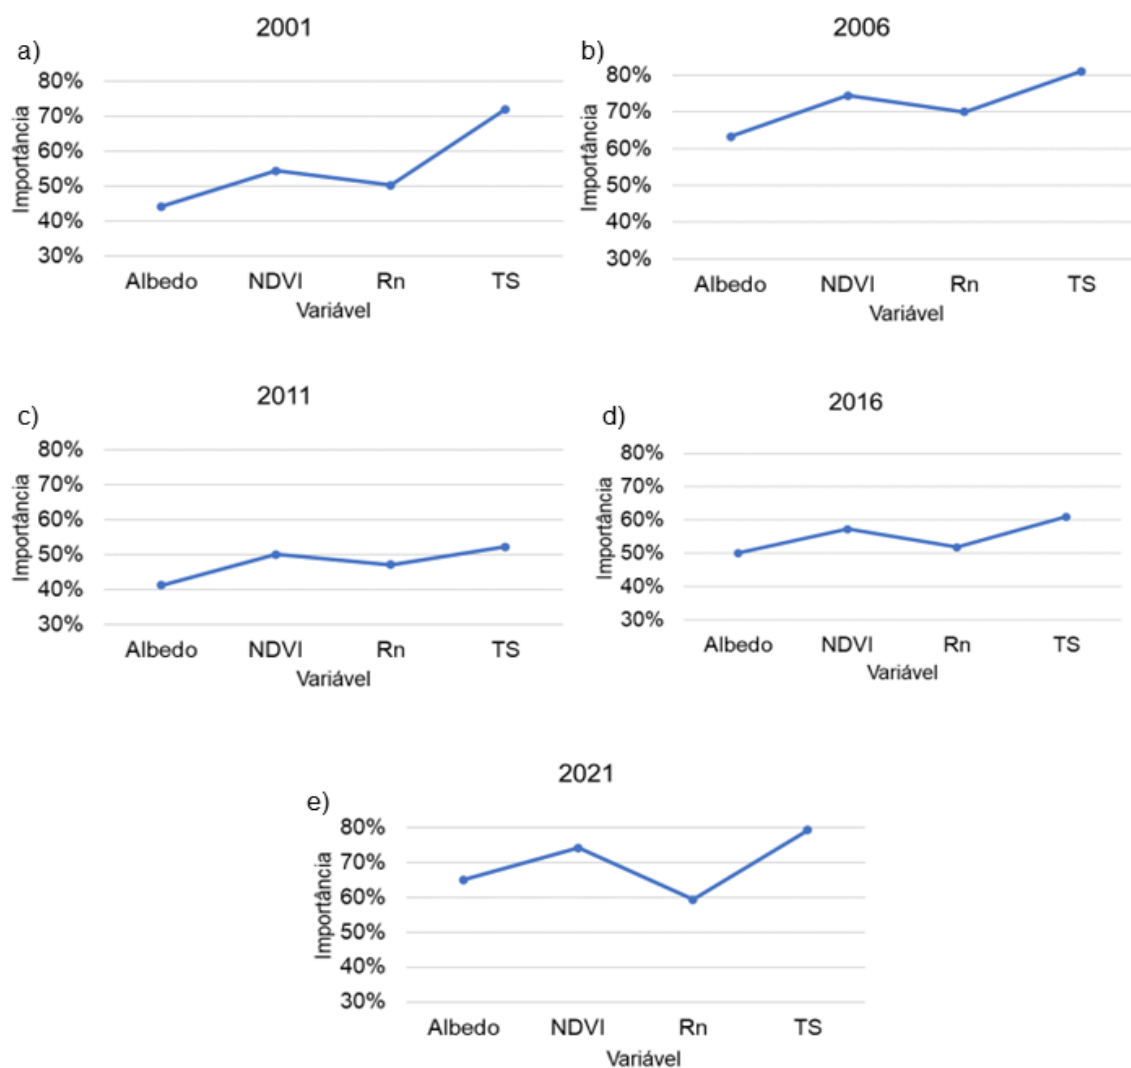 2001
a)
80%
70%
60%
50%
40%
30%
Importância
Albedo NDVI Rn TS
Variável
2006
b)
80%
70%
60%
50%
40%
30%
Importância
Albedo NDVI Rn TS
Variável
2011
c)
80%
70%
60%
50%
40%
30%
Importância
Albedo NDVI Rn TS
Variável
2016
d)
80%
70%
60%
50%
40%
30%
Importância
Albedo NDVI Rn TS
Variável
2021
e)
80%
70%
60%
50%
40%
30%
Importância
Albedo NDVI Rn TS
Variável